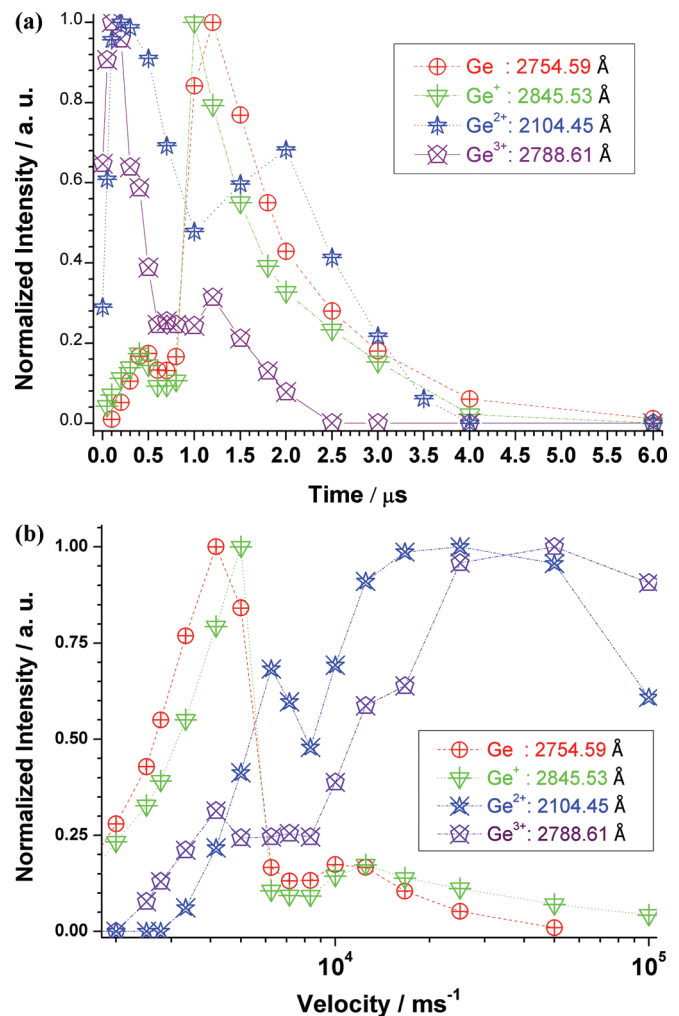 (a)
1.0
0.8
0.6
0.4
0.2
0.0
Normalized Intensity / a. u.
Ge : 2754.59 Å
Ge⁺ : 2845.53 Å
Ge²⁺: 2104.45 Å
Ge³⁺: 2788.61 Å
0.0 0.5 1.0 1.5 2.0 2.5 3.0 3.5 4.0 4.5 5.0 5.5 6.0
Time / μs
(b)
1.00
0.75
0.50
0.25
0.00
Normalized Intensity / a. u.
Ge : 2754.59 Å
Ge⁺ : 2845.53 Å
Ge²⁺: 2104.45 Å
Ge³⁺: 2788.61 Å
10⁴ 10⁵
Velocity / ms⁻¹